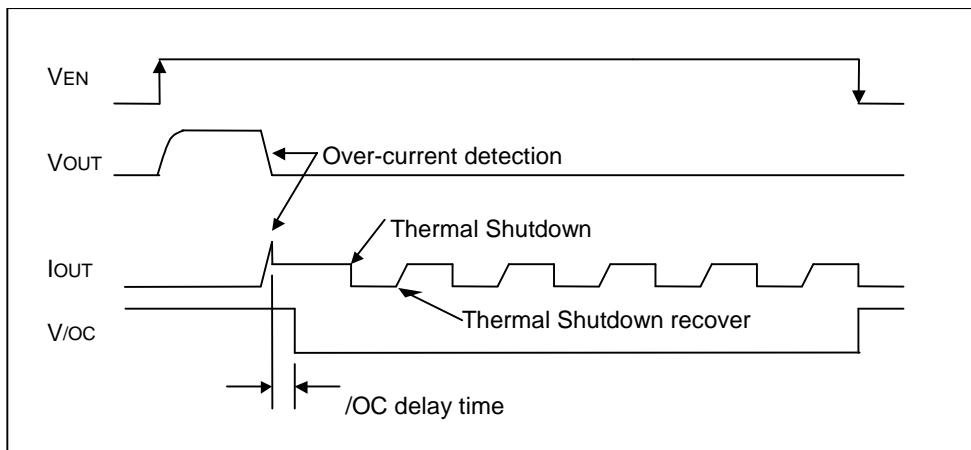 VEN
VOUT
Over-current detection
Thermal Shutdown
IOUT
Thermal Shutdown recover
V/OC
/OC delay time